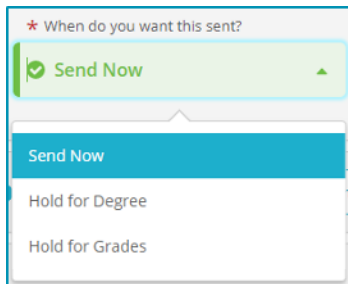 * When do you want this sent?
Send Now
Send Now
Hold for Degree
Hold for Grades